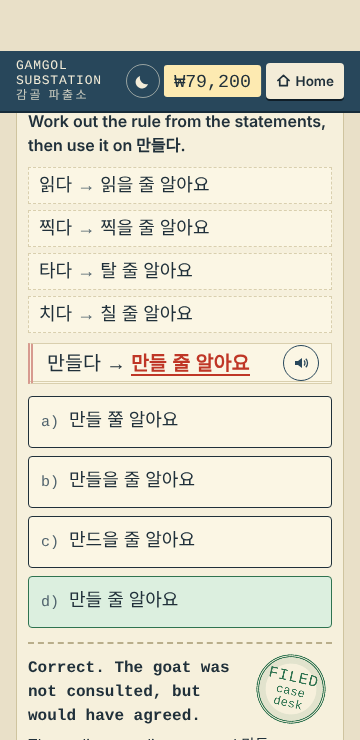 GAMGOL
SUBSTATION
감골 파출소
₩79,200
Home
Work out the rule from the statements,
then use it on 만들다.
읽다 → 읽을 줄 알아요
찍다 → 찍을 줄 알아요
타다 → 탈 줄 알아요
치다 → 칠 줄 알아요
만들다 → 만들 줄 알아요
a) 만들 쭐 알아요
b) 만들을 줄 알아요
c) 만드을 줄 알아요
d) 만들 줄 알아요
Correct. The goat was
not consulted, but
would have agreed.
FILED
case
desk